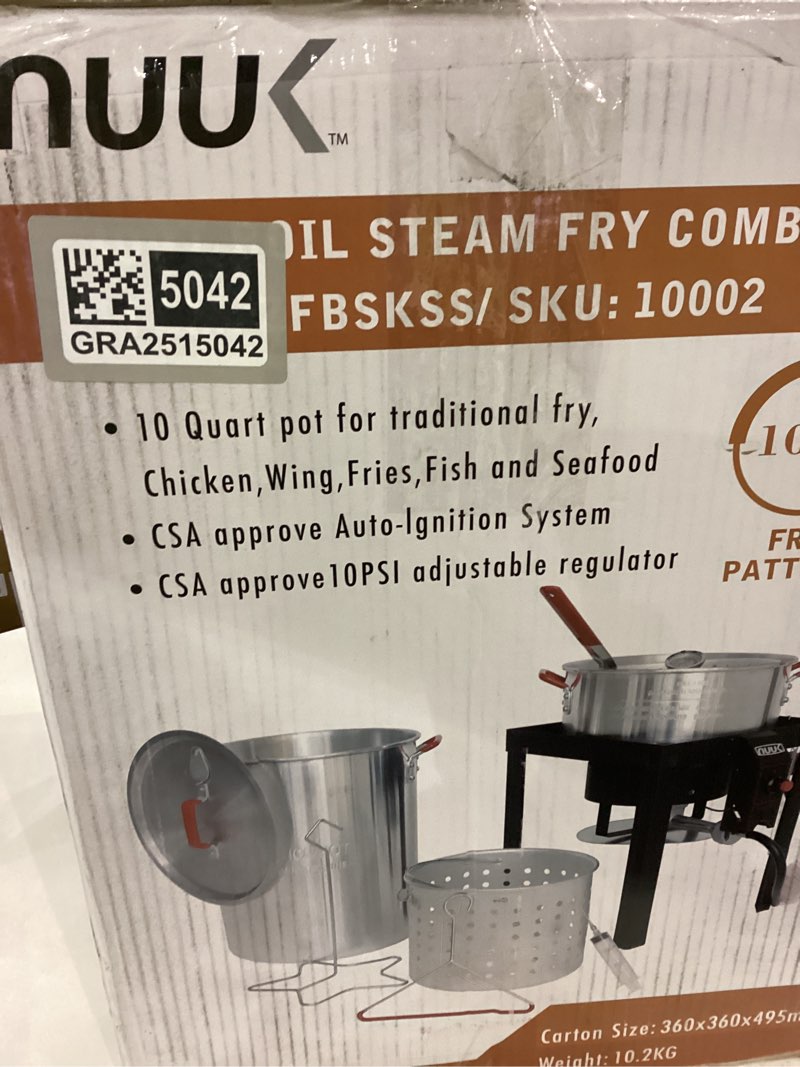 nuuk™
OIL STEAM FRY COMB
5042
GRA2515042
FBSKSS/ SKU: 10002
• 10 Quart pot for traditional fry,
Chicken,Wing,Fries,Fish and Seafood
• CSA approve Auto-Ignition System
• CSA approve10PSI adjustable regulator
10
FR
PATT
nuuk
Carton Size: 360x360x495m
Weight: 10.2KG